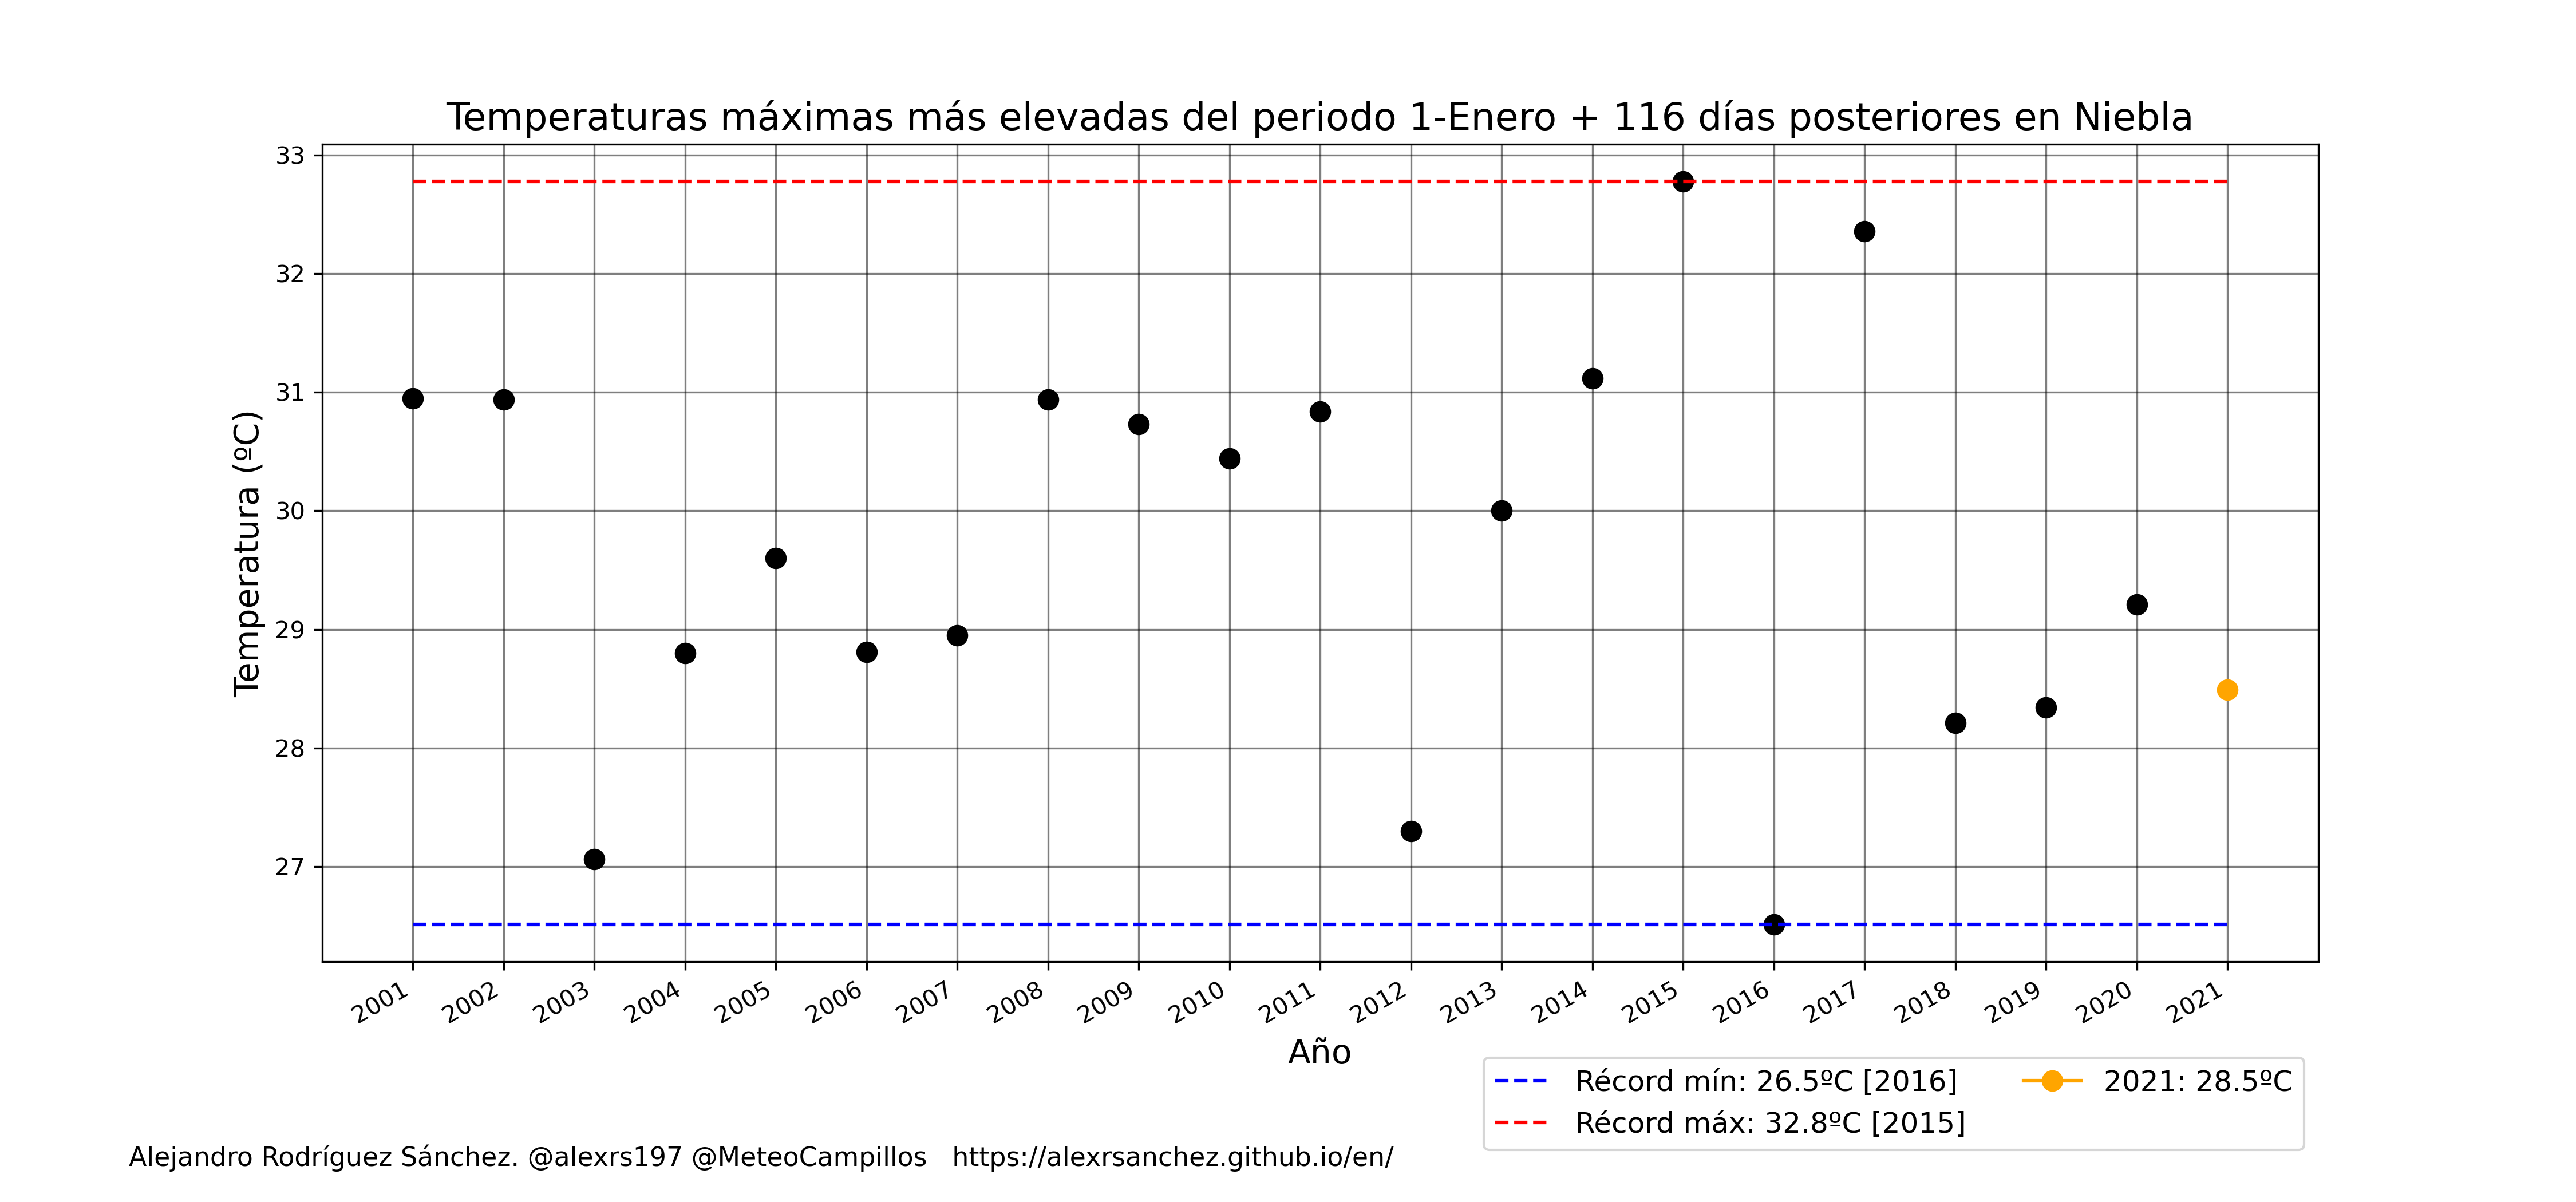 Temperaturas máximas más elevadas del periodo 1-Enero + 116 días posteriores en Niebla
Temperatura (ºC)
33
32
31
30
29
28
27
2001 2002 2003 2004 2005 2006 2007 2008 2009 2010 2011 2012 2013 2014 2015 2016 2017 2018 2019 2020 2021
Año
Récord mín: 26.5ºC [2016]
Récord máx: 32.8ºC [2015]
2021: 28.5ºC
Alejandro Rodríguez Sánchez. @alexrs197 @MeteoCampillos https://alexrsanchez.github.io/en/